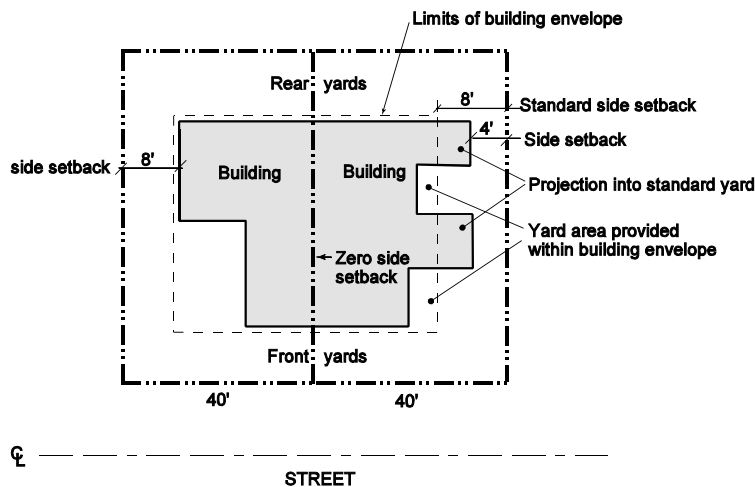 Limits of building envelope
Rear yards
8'
Standard side setback
4'
Side setback
side setback
8'
Building
Building
Projection into standard yard
Yard area provided
within building envelope
Zero side
setback
Front yards
40'
40'
℄
STREET